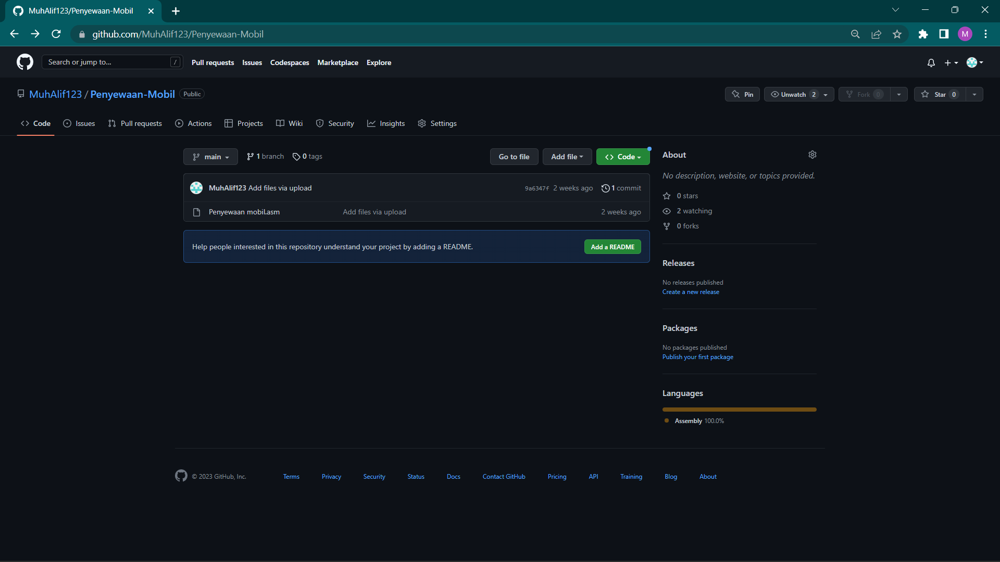 MuhAlif123/Penyewaan-Mobil
github.com/MuhAlif123/Penyewaan-Mobil
M
Search or jump to... /
Pull requests Issues Codespaces Marketplace Explore
MuhAlif123 / Penyewaan-Mobil Public
Pin Unwatch 2 Fork 0 Star 0
Code Issues Pull requests Actions Projects Wiki Security Insights Settings
main 1 branch 0 tags Go to file Add file Code
MuhAlif123 Add files via upload 9a6347f 2 weeks ago 1 commit
Penyewaan mobil.asm Add files via upload 2 weeks ago
Help people interested in this repository understand your project by adding a README. Add a README
About
No description, website, or topics provided.
0 stars
2 watching
0 forks
Releases
No releases published
Create a new release
Packages
No packages published
Publish your first package
Languages
Assembly 100.0%
© 2023 GitHub, Inc. Terms Privacy Security Status Docs Contact GitHub Pricing API Training Blog About